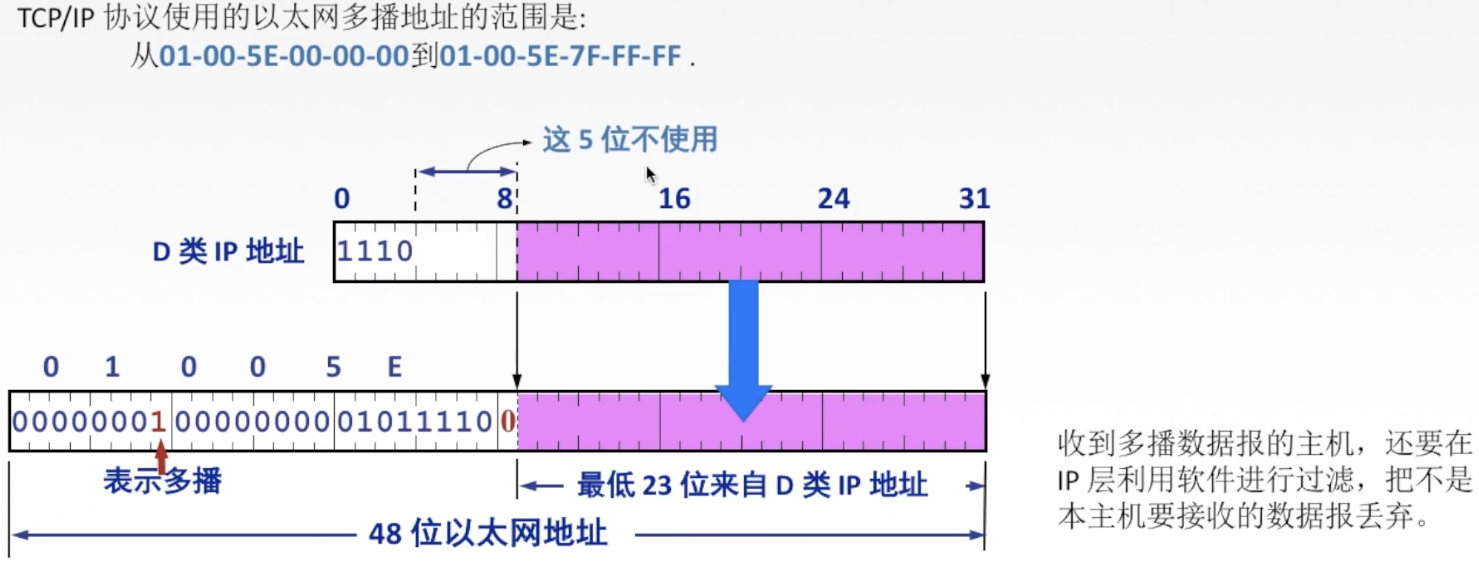 TCP/IP 协议使用的以太网多播地址的范围是:
从01-00-5E-00-00-00到01-00-5E-7F-FF-FF .
这 5 位不使用
0 8 16 24 31
D 类 IP 地址 1110
0 1 0 0 5 E
00000001 00000000 01011110 0
表示多播
最低 23 位来自 D 类 IP 地址
48 位以太网地址
收到多播数据报的主机，还要在
IP 层利用软件进行过滤，把不是
本主机要接收的数据报丢弃。